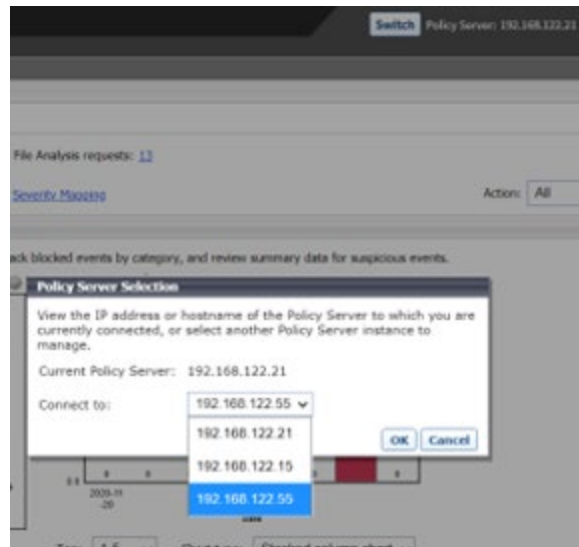 Switch Policy Server: 192.168.122.21
File Analysis requests: 13
Severity Mapping
Action: All
ack blocked events by category, and review summary data for suspicious events.
Policy Server Selection
View the IP address or hostname of the Policy Server to which you are
currently connected, or select another Policy Server instance to
manage.
Current Policy Server: 192.168.122.21
Connect to: 192.168.122.55
192.168.122.21
192.168.122.15
192.168.122.55
OK Cancel
2020-11
-20